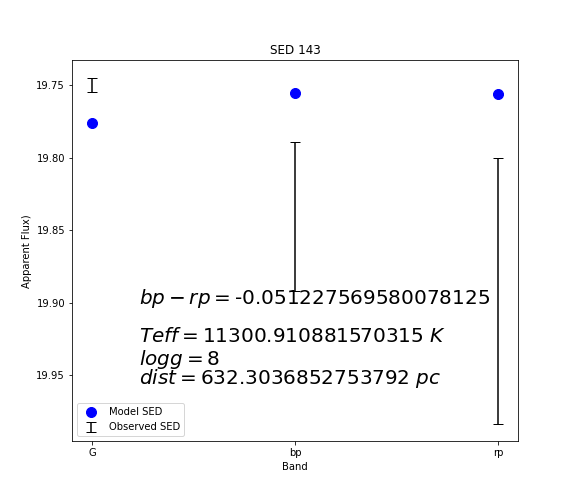 SED 143
19.75
19.80
19.85
19.90
19.95
Apparent Flux)
bp − rp = -0.051227569580078125
Teff = 11300.910881570315 K
logg = 8
dist = 632.3036852753792 pc
Model SED
Observed SED
G bp rp
Band